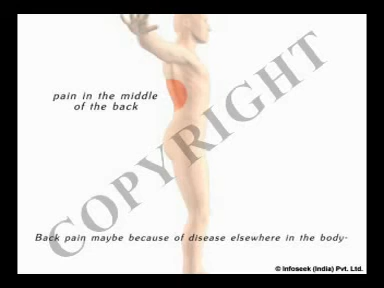 pain in the middle
of the back
COPYRIGHT
Back pain maybe because of disease elsewhere in the body-
© Infoseek (India) Pvt. Ltd.